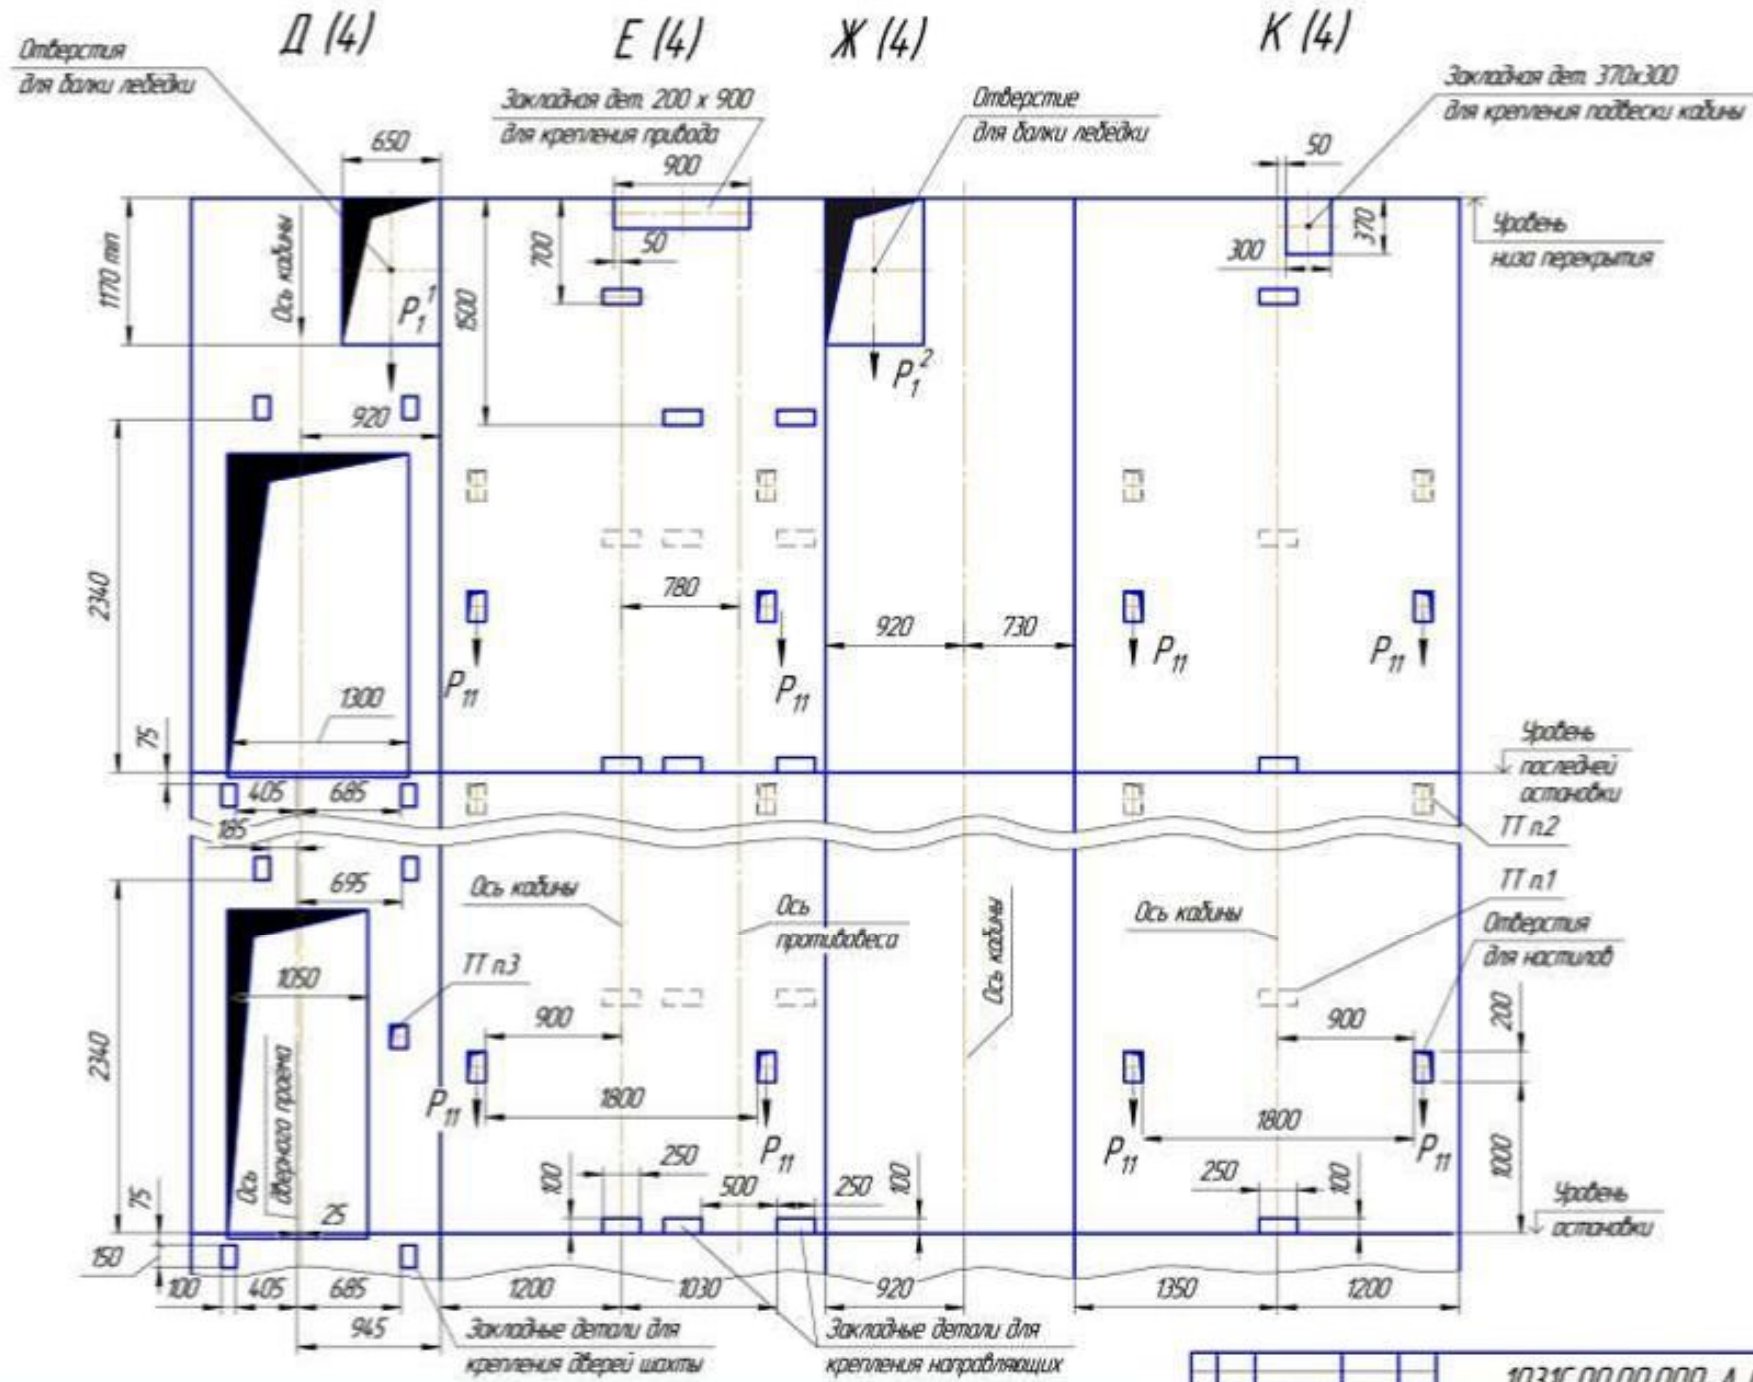 Д (4)
Е (4)
Ж (4)
К (4)
Отверстия
для балки лебедки
Закладная дет. 200 х 900
для крепления привода
Отверстие
для балки лебедки
Закладная дет. 370х300
для крепления подвески кабины
650
900
50
1170 min
Ось кабины
700
50
1500
300
370
Уровень
низа перекрытия
P₁¹
P₁²
920
2340
780
920
730
P₁₁
P₁₁
P₁₁
P₁₁
1300
75
Уровень
последней
остановки
405
685
185
ТТ п.2
695
Ось кабины
Ось
противовеса
Ось кабины
Ось кабины
ТТ п.1
Отверстия
для настилов
ТТ п.3
1050
900
900
200
2340
Ось
дверного проема
P₁₁
1800
P₁₁
P₁₁
1800
P₁₁
1000
100
250
500
250
100
250
100
75
25
Уровень
остановки
150
100
405
685
1200
1030
920
1350
1200
945
Закладные детали для
крепления дверей шахты
Закладные детали для
крепления направляющих